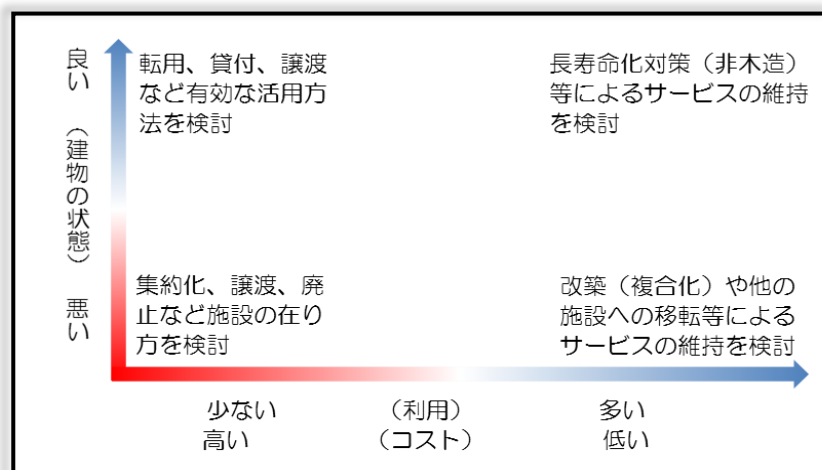 良い （建物の状態） 悪い
転用、貸付、譲渡
など有効な活用方
法を検討
長寿命化対策（非木造）
等によるサービスの維持
を検討
集約化、譲渡、廃
止など施設の在り
方を検討
改築（複合化）や他の
施設への移転等による
サービスの維持を検討
少ない （利用） 多い
高い （コスト） 低い